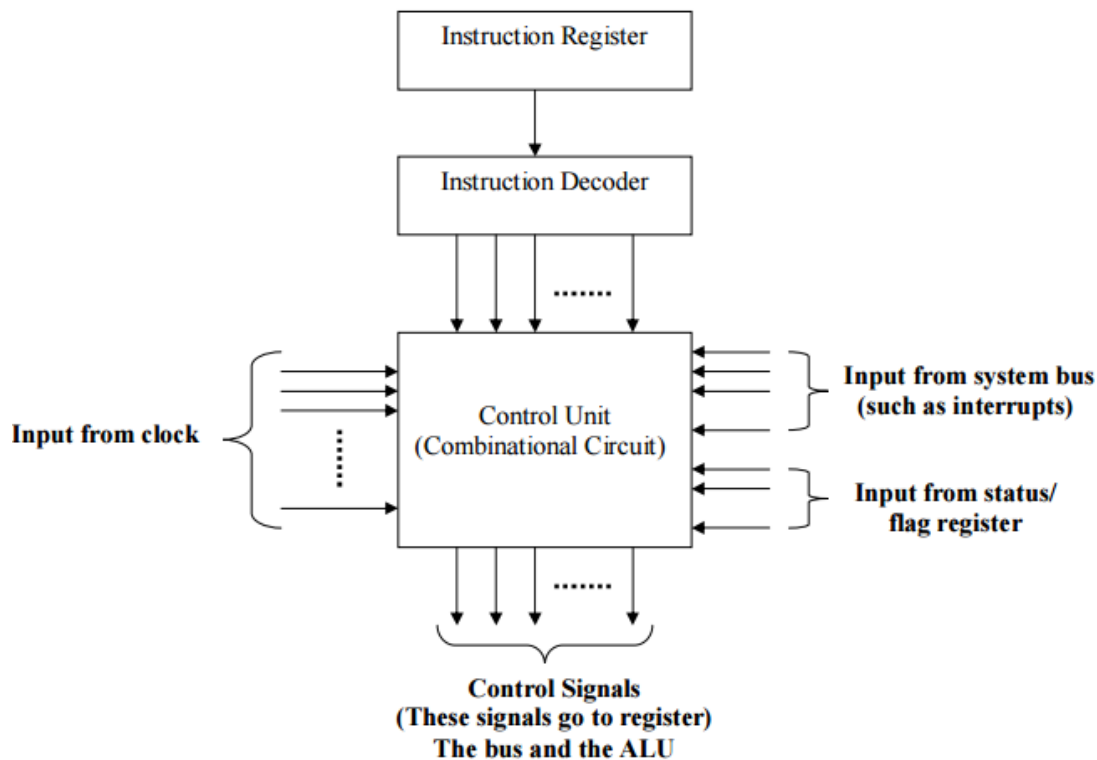 Instruction Register
Instruction Decoder
Input from clock
Control Unit
(Combinational Circuit)
Input from system bus
(such as interrupts)
Input from status/
flag register
Control Signals
(These signals go to register)
The bus and the ALU